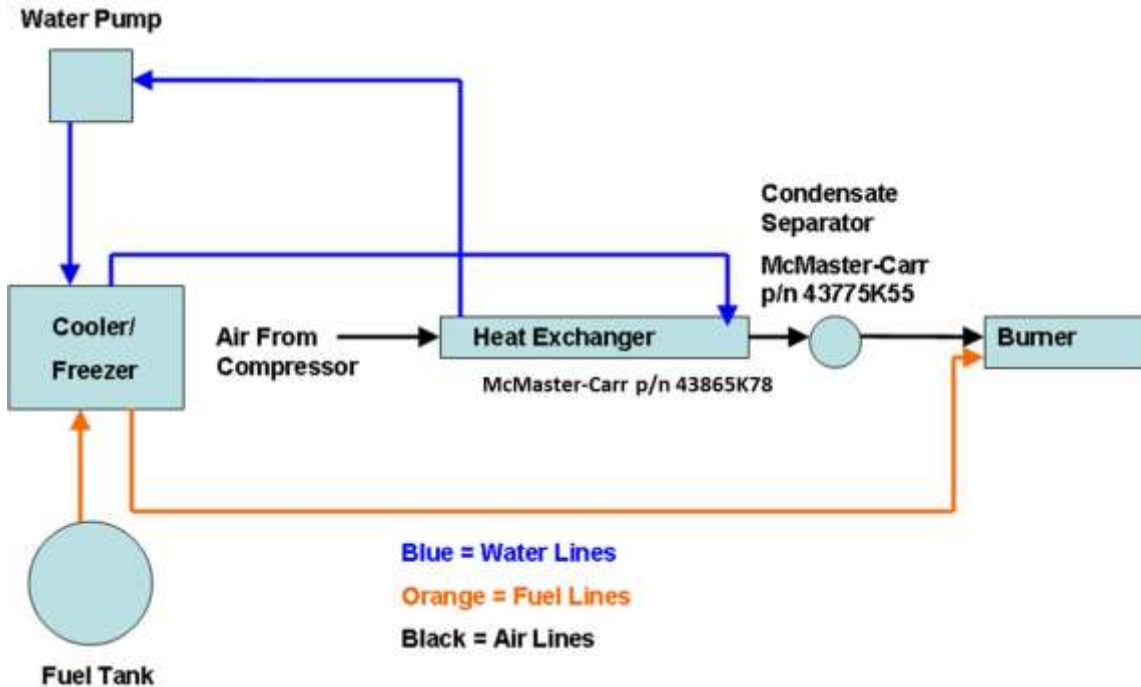 Water Pump
Condensate
Separator
McMaster-Carr
p/n 43775K55
Cooler/
Freezer
Air From
Compressor
Heat Exchanger
Burner
McMaster-Carr p/n 43865K78
Blue = Water Lines
Orange = Fuel Lines
Black = Air Lines
Fuel Tank